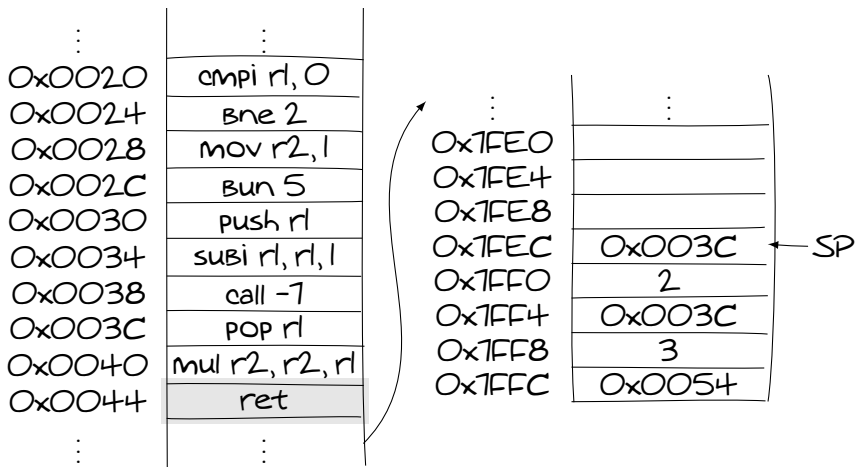 ⋮ ⋮
0x0020 cmpi r1, 0
0x0024 bne 2
0x0028 mov r2, 1
0x002C bun 5
0x0030 push r1
0x0034 subi r1, r1, 1
0x0038 call -7
0x003C pop r1
0x0040 mul r2, r2, r1
0x0044 ret
⋮ ⋮
⋮ ⋮
0x7FE0
0x7FE4
0x7FE8
0x7FEC 0x003C SP
0x7FF0 2
0x7FF4 0x003C
0x7FF8 3
0x7FFC 0x0054